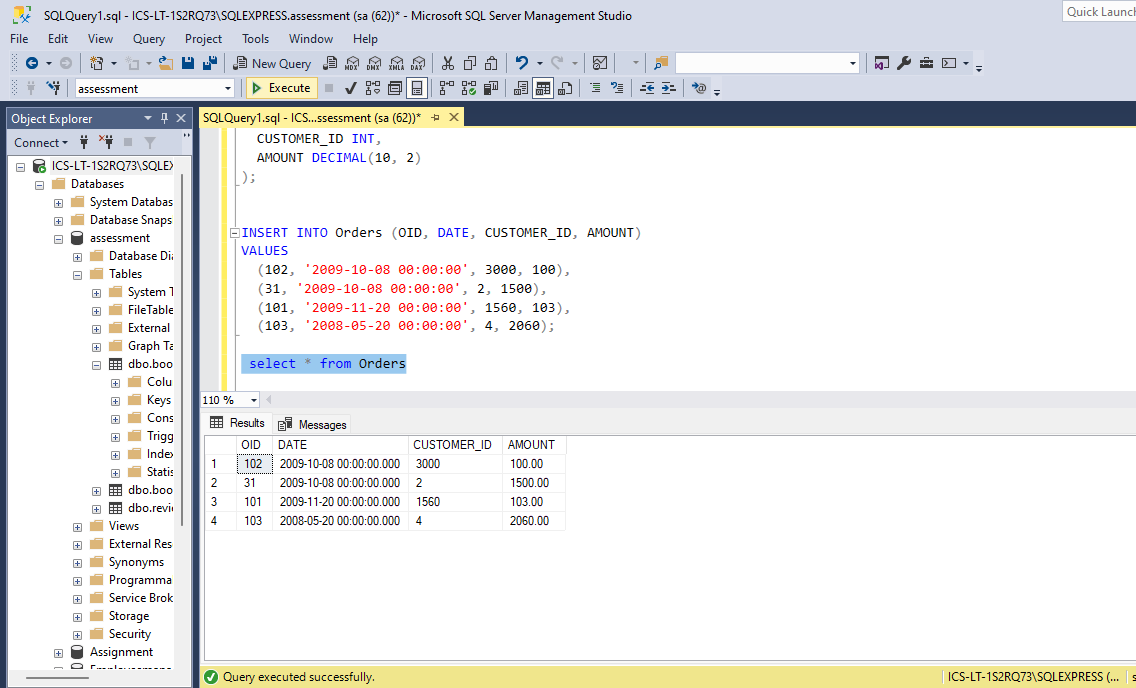 SQLQuery1.sql - ICS-LT-1S2RQ73\SQLEXPRESS.assessment (sa (62))* - Microsoft SQL Server Management Studio
Quick Launch
File Edit View Query Project Tools Window Help
New Query MDX DMX XMLA DAX
assessment Execute
Object Explorer
Connect
ICS-LT-1S2RQ73\SQLEX
Databases
System Databas
Database Snaps
assessment
Database Dia
Tables
System T
FileTable
External
Graph Ta
dbo.boo
Colu
Keys
Cons
Trigg
Index
Statis
dbo.boo
dbo.revi
Views
External Res
Synonyms
Programma
Service Brok
Storage
Security
Assignment
SQLQuery1.sql - ICS...ssessment (sa (62))*
CUSTOMER_ID INT,
AMOUNT DECIMAL(10, 2)
);
INSERT INTO Orders (OID, DATE, CUSTOMER_ID, AMOUNT)
VALUES
(102, '2009-10-08 00:00:00', 3000, 100),
(31, '2009-10-08 00:00:00', 2, 1500),
(101, '2009-11-20 00:00:00', 1560, 103),
(103, '2008-05-20 00:00:00', 4, 2060);
select * from Orders
110 %
Results Messages
OID DATE CUSTOMER_ID AMOUNT
1 102 2009-10-08 00:00:00.000 3000 100.00
2 31 2009-10-08 00:00:00.000 2 1500.00
3 101 2009-11-20 00:00:00.000 1560 103.00
4 103 2008-05-20 00:00:00.000 4 2060.00
Query executed successfully.
ICS-LT-1S2RQ73\SQLEXPRESS (... s